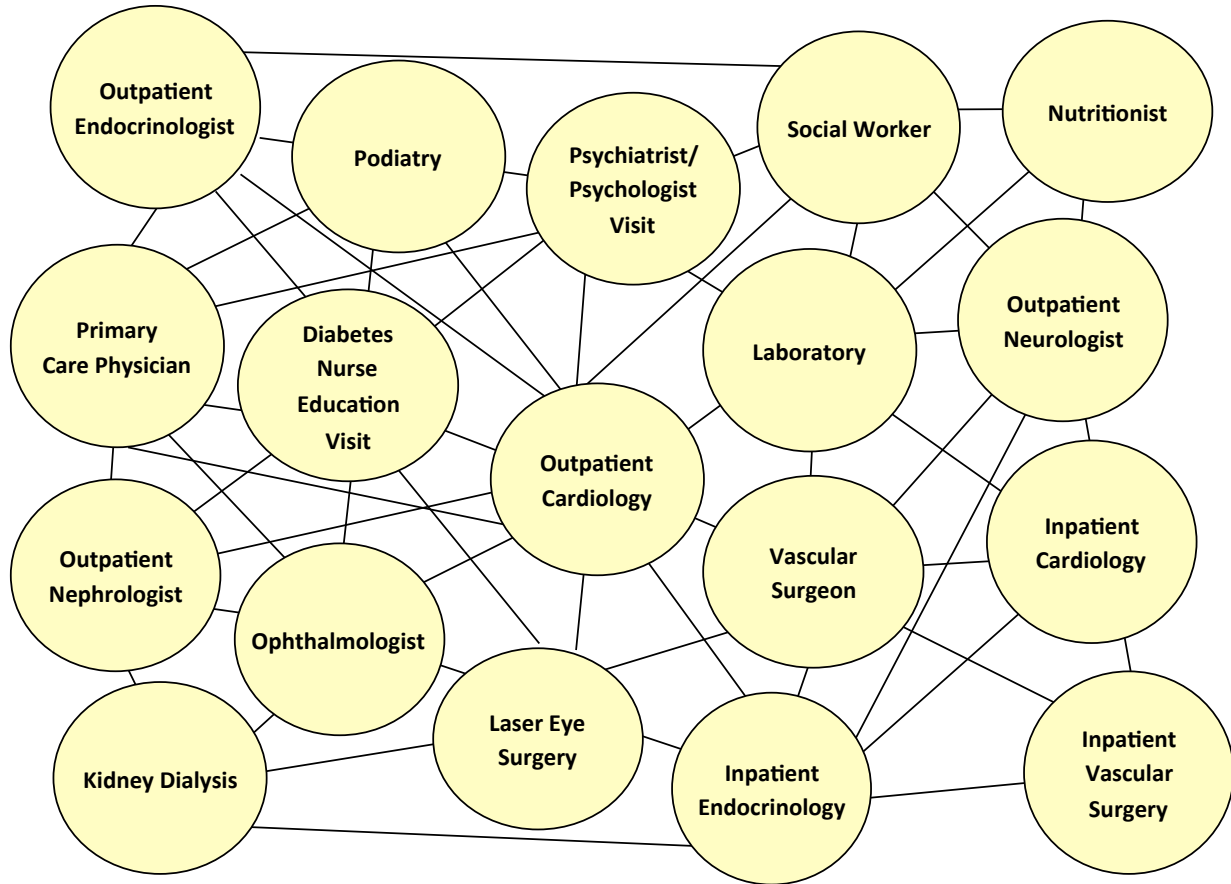 Outpatient
Endocrinologist
Podiatry
Psychiatrist/
Psychologist
Visit
Social Worker
Nutritionist
Primary
Care Physician
Diabetes
Nurse
Education
Visit
Laboratory
Outpatient
Neurologist
Outpatient
Cardiology
Outpatient
Nephrologist
Ophthalmologist
Vascular
Surgeon
Inpatient
Cardiology
Kidney Dialysis
Laser Eye
Surgery
Inpatient
Endocrinology
Inpatient
Vascular
Surgery